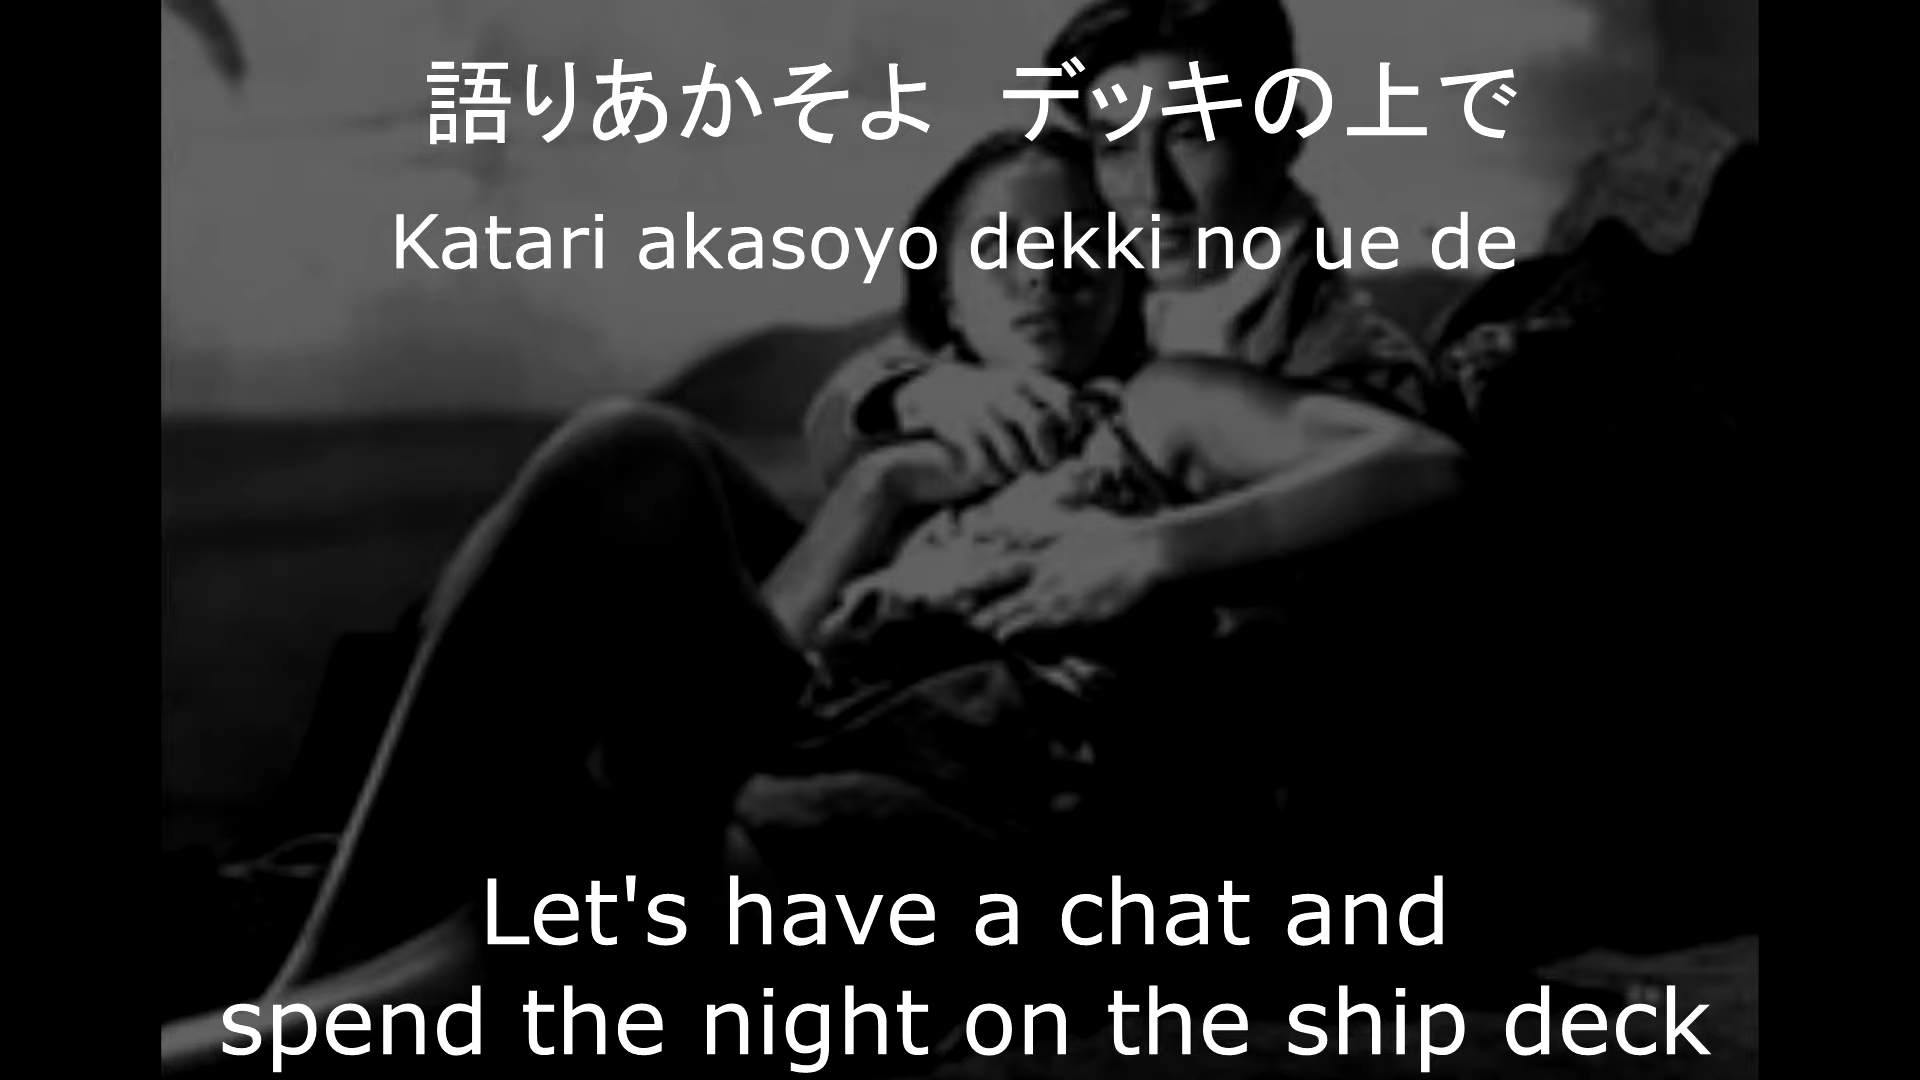 語りあかそよ　デッキの上で
Katari akasoyo dekki no ue de
Let's have a chat and
spend the night on the ship deck